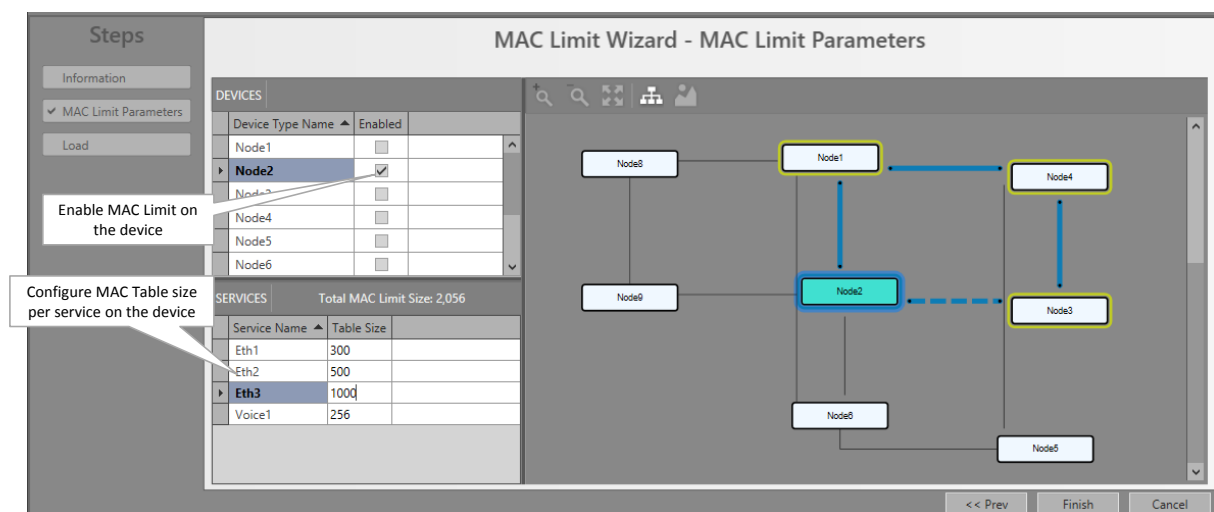 Steps
MAC Limit Wizard - MAC Limit Parameters
Information
MAC Limit Parameters
Load
DEVICES
Device Type Name Enabled
Node1
Node2
Node4
Node5
Node6
Enable MAC Limit on
the device
Configure MAC Table size
per service on the device
SERVICES Total MAC Limit Size: 2,056
Service Name Table Size
Eth1 300
Eth2 500
Eth3 1000
Voice1 256
Node8
Node1
Node4
Node9
Node2
Node3
Node6
Node5
<< Prev Finish Cancel